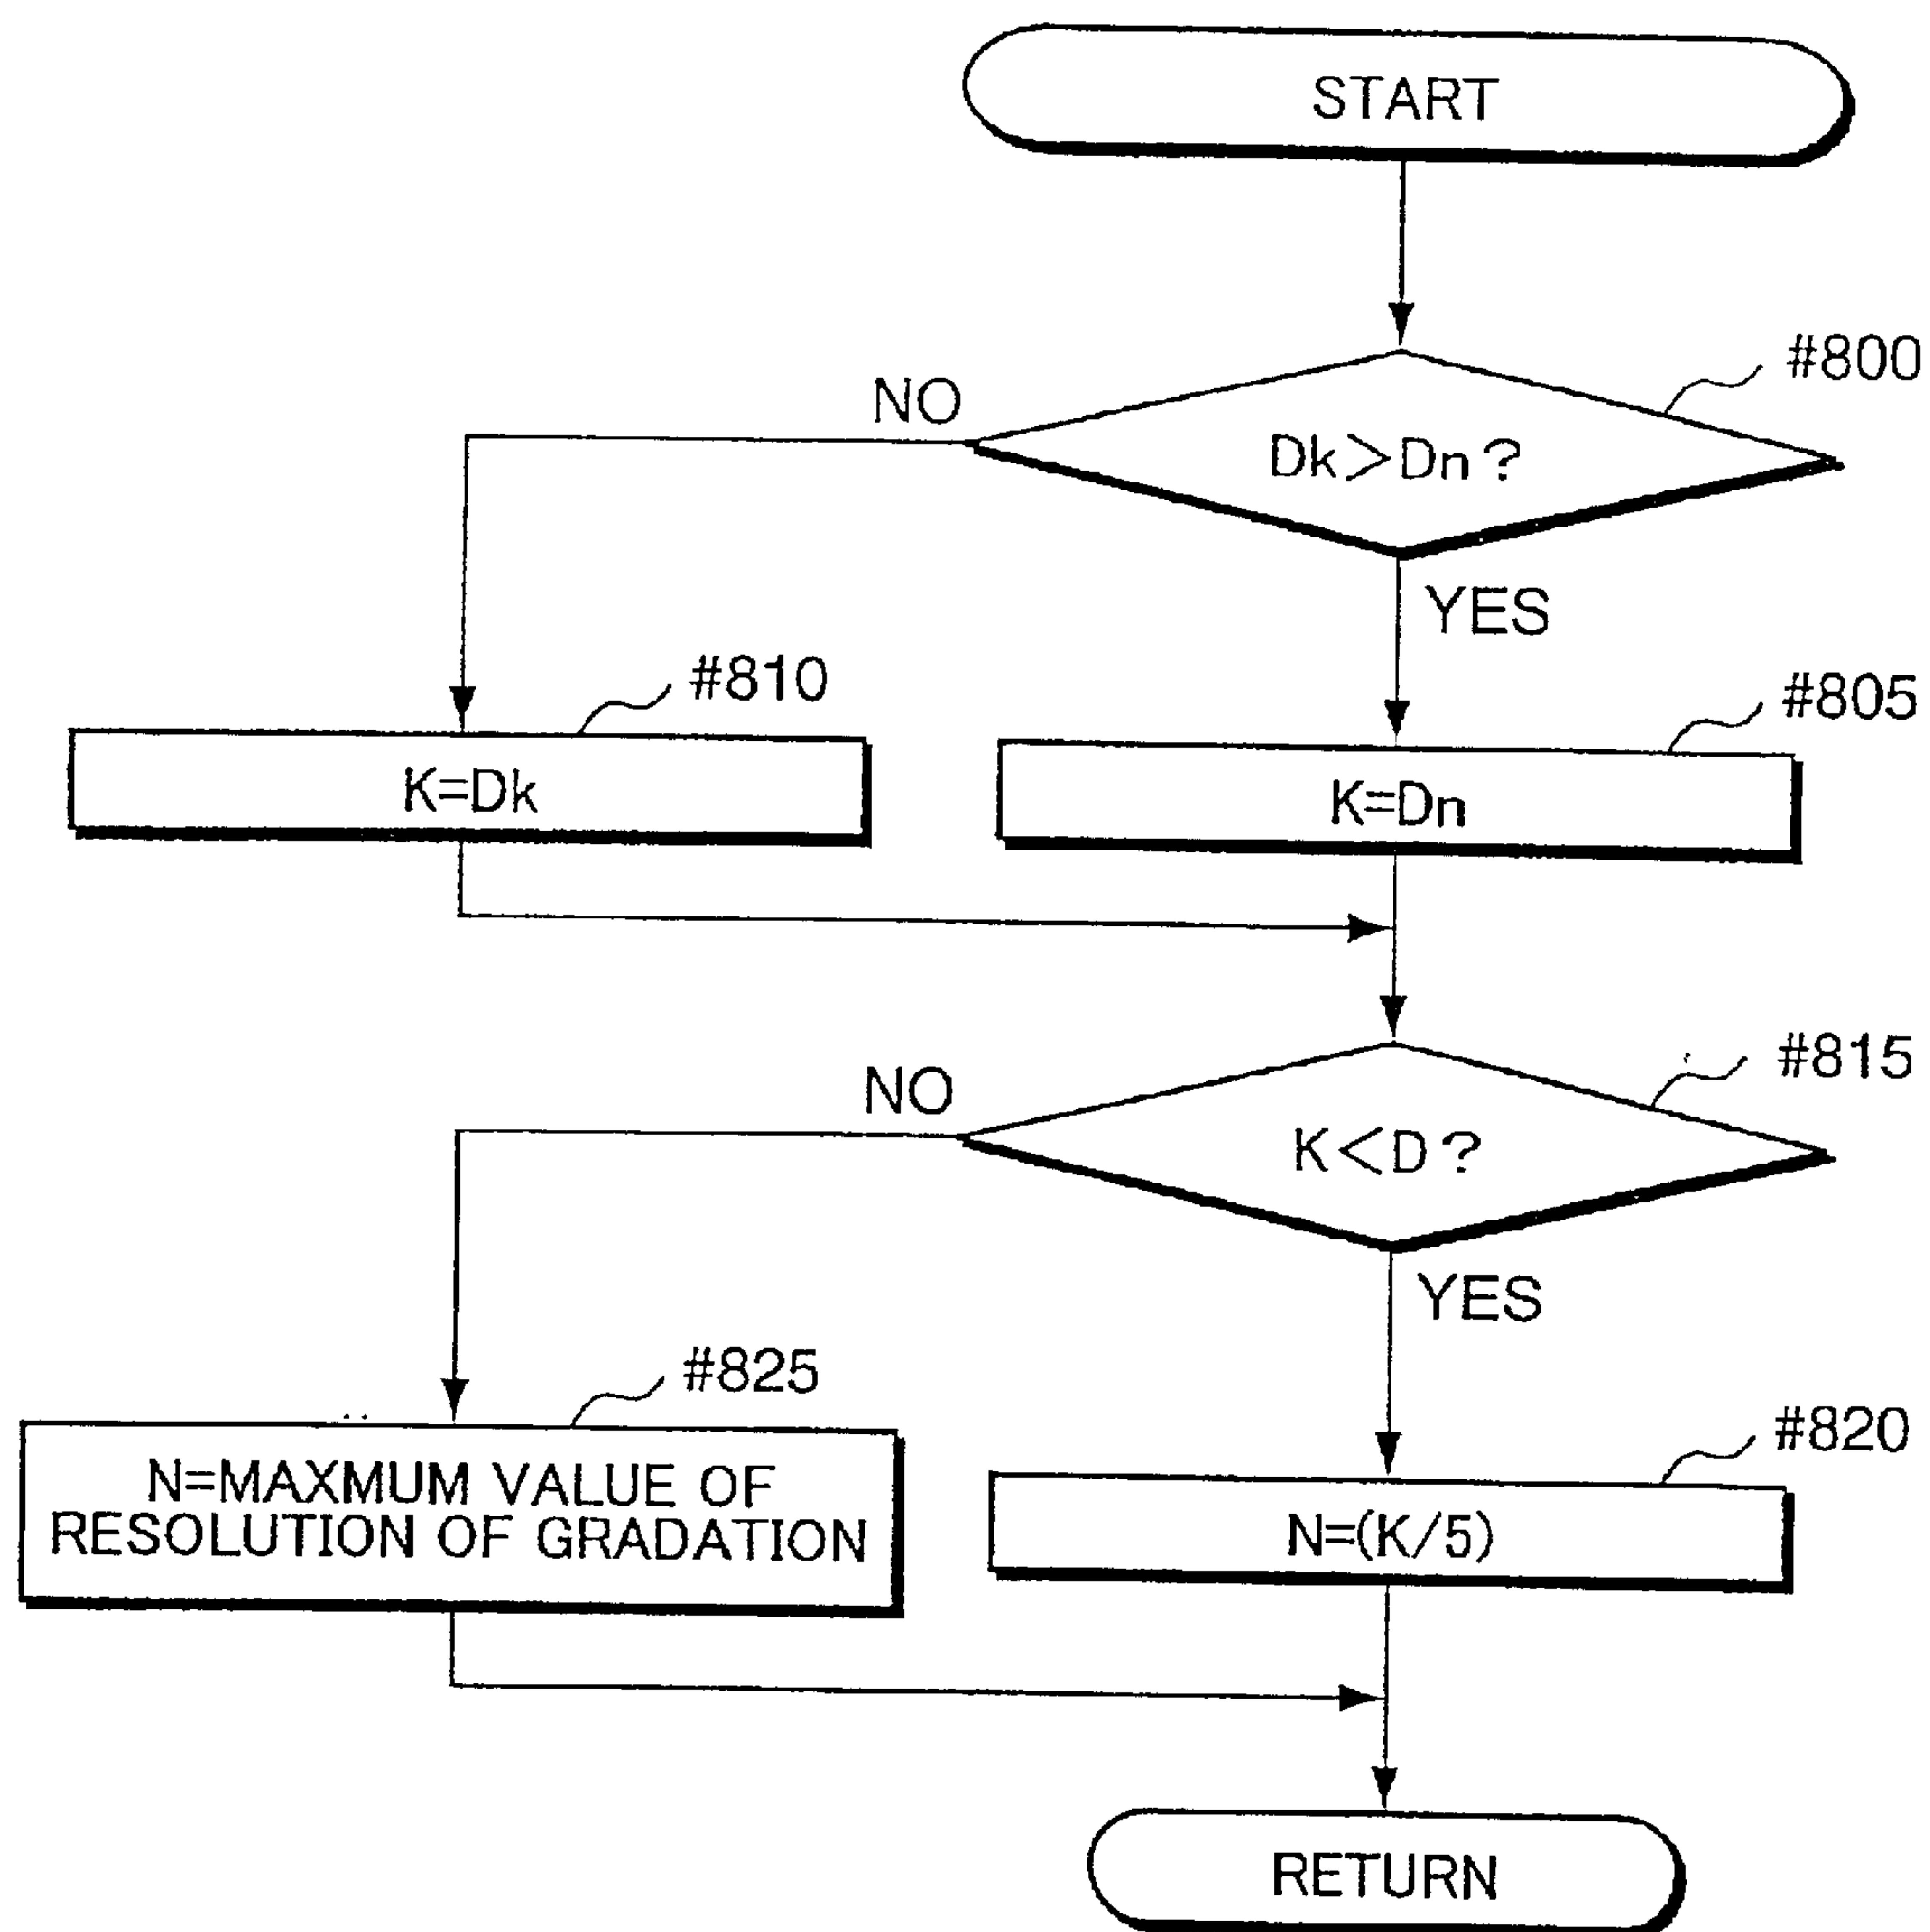 START
#800
NO
Dk>Dn?
YES
#810
#805
K=Dk
K=Dn
#815
NO
K<D?
YES
#825
#820
N=MAXMUM VALUE OF
RESOLUTION OF GRADATION
N=(K/5)
RETURN